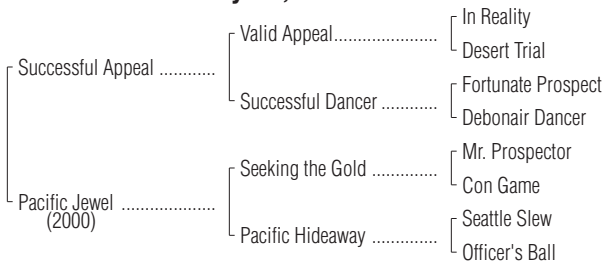 In Reality
Valid Appeal.....................
Desert Trial
Successful Appeal ............
Fortunate Prospect
Successful Dancer ............
Debonair Dancer
Mr. Prospector
Seeking the Gold ..............
Con Game
Pacific Jewel ....................
(2000)
Seattle Slew
Pacific Hideaway ..............
Officer's Ball